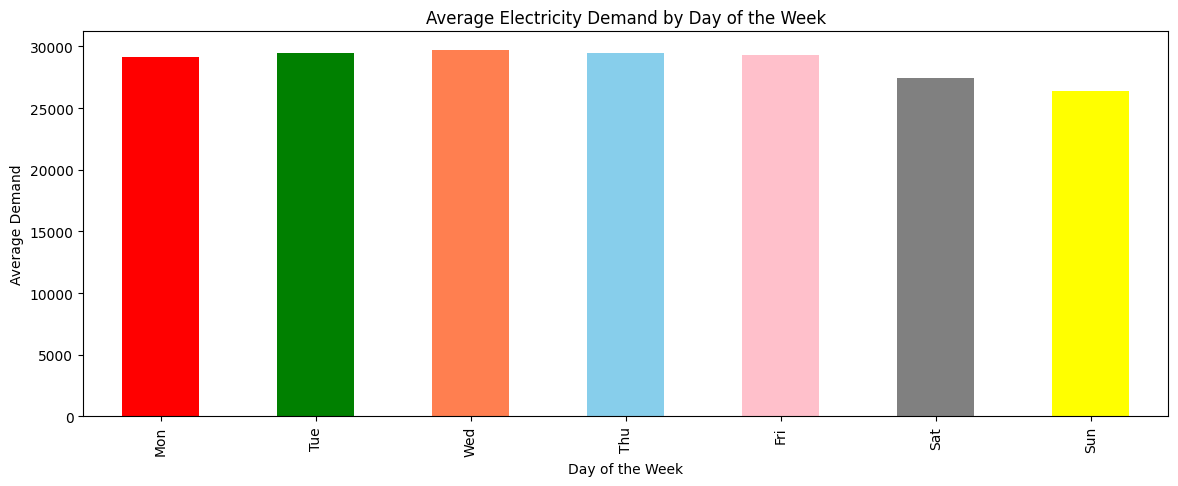 Average Electricity Demand by Day of the Week
Average Demand
30000
25000
20000
15000
10000
5000
0
Mon
Tue
Wed
Thu
Fri
Sat
Sun
Day of the Week